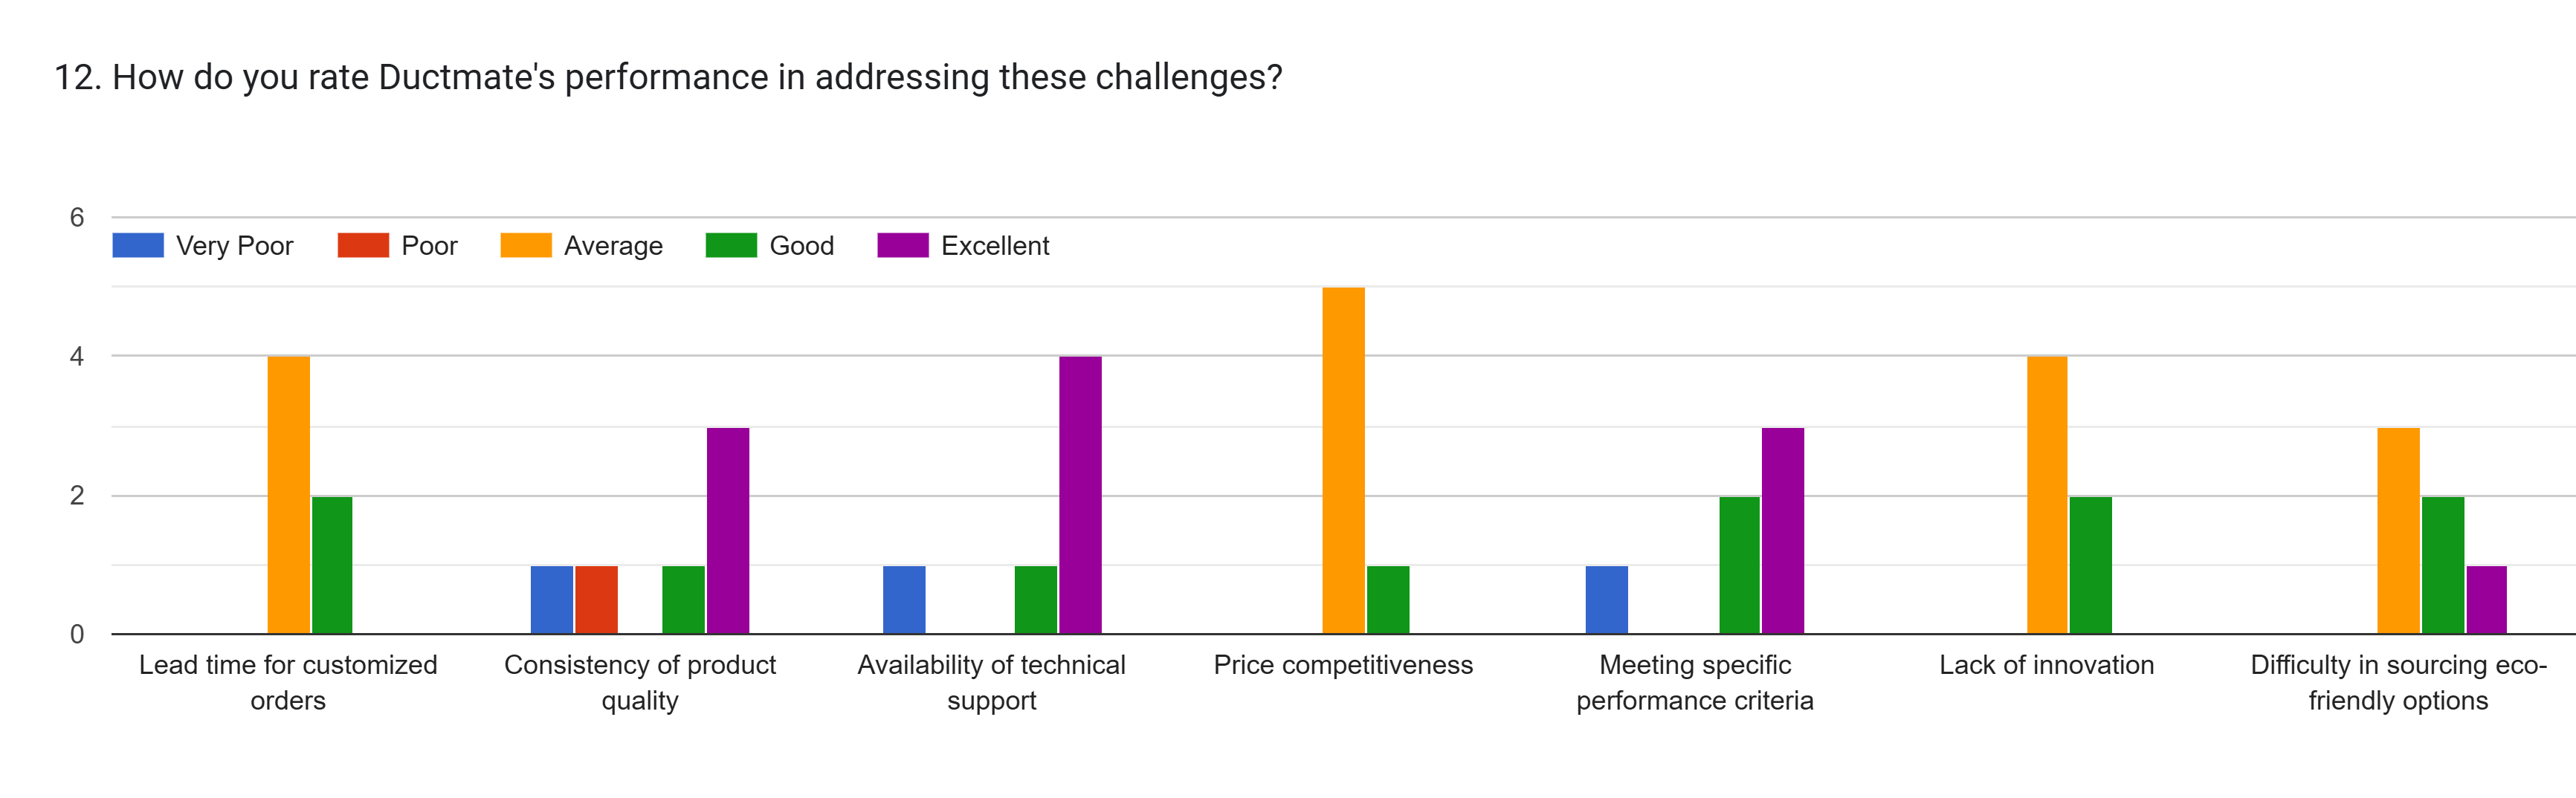 12. How do you rate Ductmate's performance in addressing these challenges?
6
Very Poor Poor Average Good Excellent
4
2
0
Lead time for customized
orders
Consistency of product
quality
Availability of technical
support
Price competitiveness
Meeting specific
performance criteria
Lack of innovation
Difficulty in sourcing eco-
friendly options